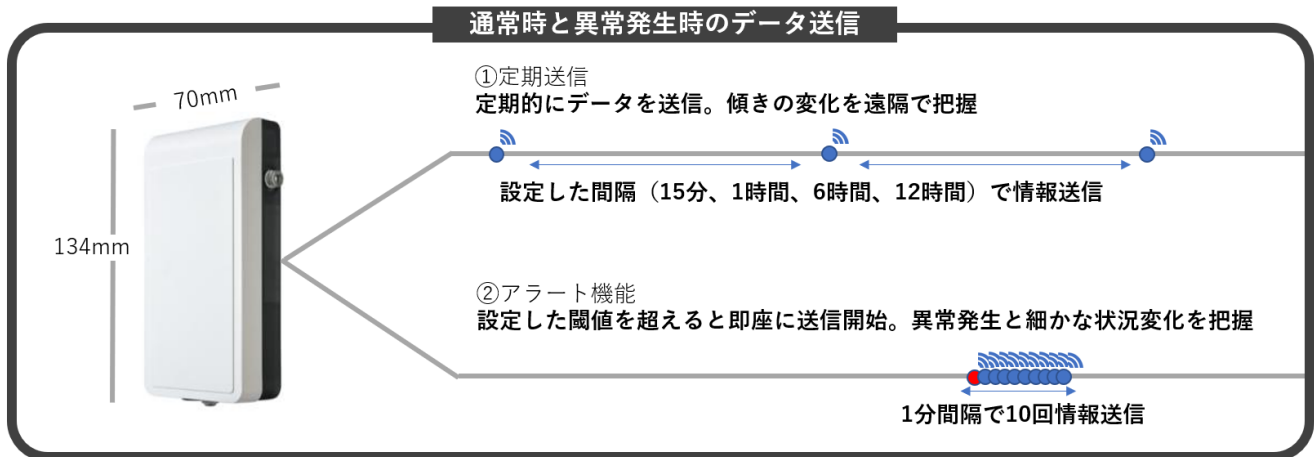 通常時と異常発生時のデータ送信
70mm
134mm
①定期送信
定期的にデータを送信。傾きの変化を遠隔で把握
設定した間隔（15分、1時間、6時間、12時間）で情報送信
②アラート機能
設定した閾値を超えると即座に送信開始。異常発生と細かな状況変化を把握
1分間隔で10回情報送信